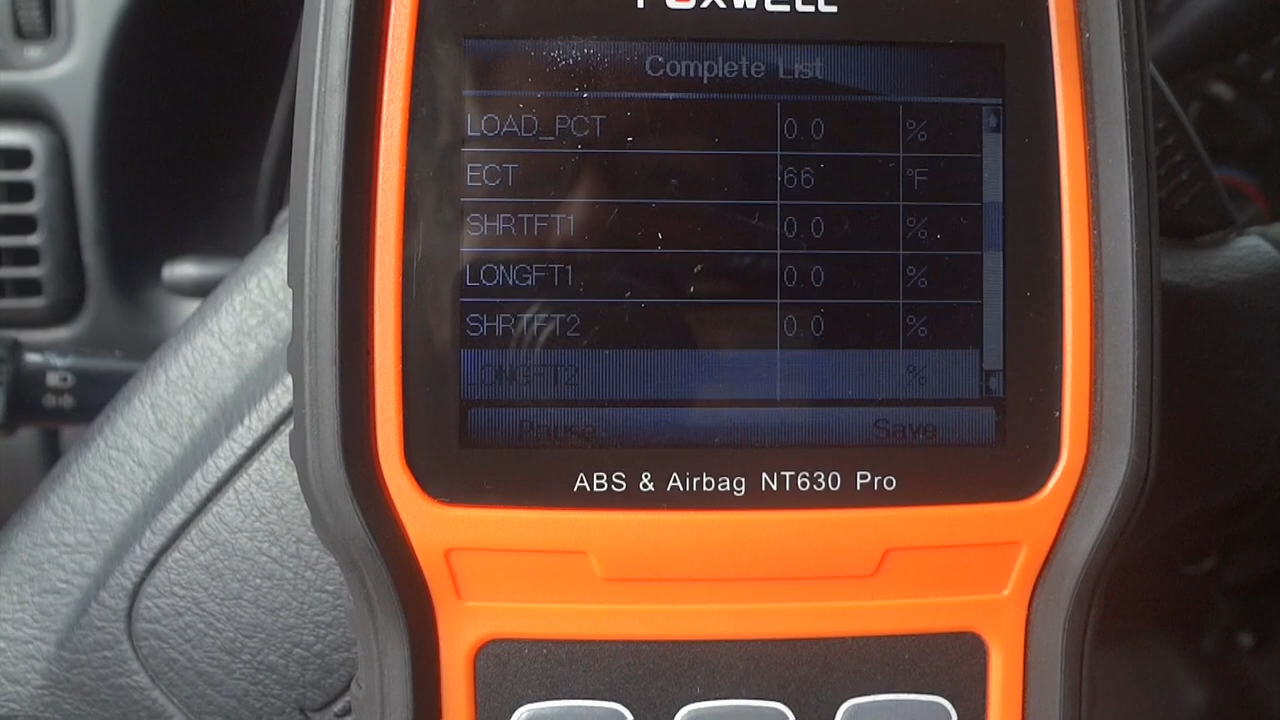 FOXWELL
Complete List
LOAD_PCT 0.0 %
ECT 66 °F
SHRTFT1 0.0 %
LONGFT1 0.0 %
SHRTFT2 0.0 %
LONGFT2 %
Pause Save
ABS & Airbag NT630 Pro